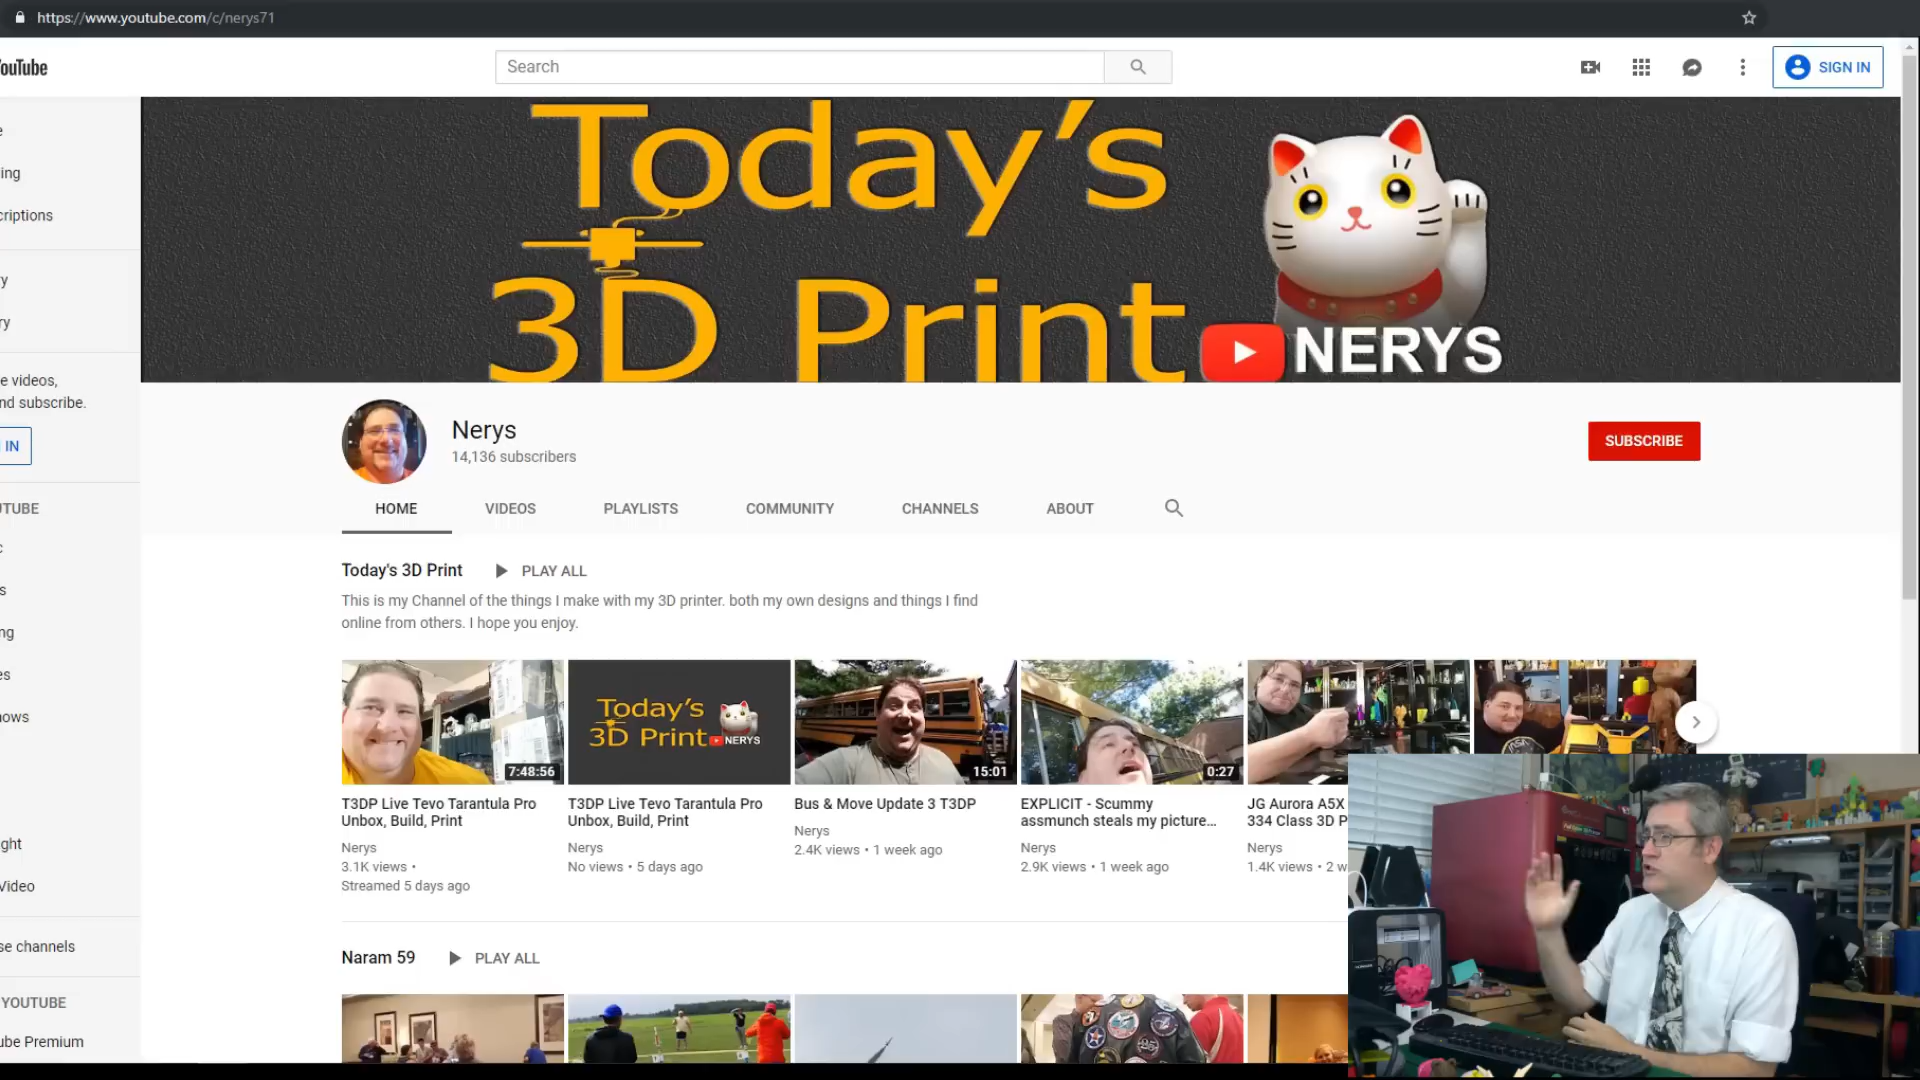 https://www.youtube.com/c/nerys71
ouTube
Search
SIGN IN
Today's
3D Print
NERYS
e
ing
criptions
y
ry
e videos,
nd subscribe.
IN
Nerys
14,136 subscribers
SUBSCRIBE
HOME VIDEOS PLAYLISTS COMMUNITY CHANNELS ABOUT
UTUBE
c
s
ng
es
hows
ght
Video
se channels
YOUTUBE
ube Premium
Today's 3D Print PLAY ALL
This is my Channel of the things I make with my 3D printer. both my own designs and things I find
online from others. I hope you enjoy.
7:48:56
Today's
3D Print NERYS
15:01
0:27
T3DP Live Tevo Tarantula Pro
Unbox, Build, Print
Nerys
3.1K views •
Streamed 5 days ago
T3DP Live Tevo Tarantula Pro
Unbox, Build, Print
Nerys
No views • 5 days ago
Bus & Move Update 3 T3DP
Nerys
2.4K views • 1 week ago
EXPLICIT - Scummy
assmunch steals my picture...
Nerys
2.9K views • 1 week ago
JG Aurora A5X
334 Class 3D P
Nerys
1.4K views • 2 w
Naram 59 PLAY ALL